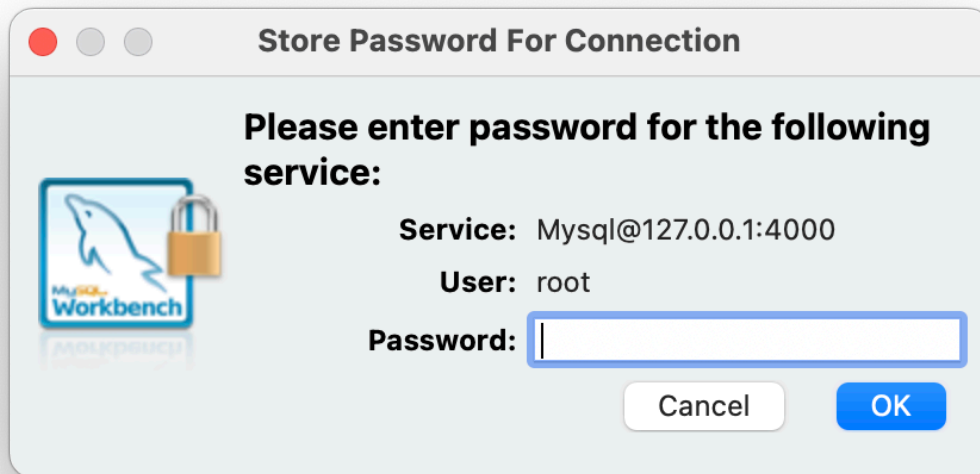 Store Password For Connection
Please enter password for the following
service:
Service: Mysql@127.0.0.1:4000
User: root
Password:
MySQL
Workbench
Cancel OK